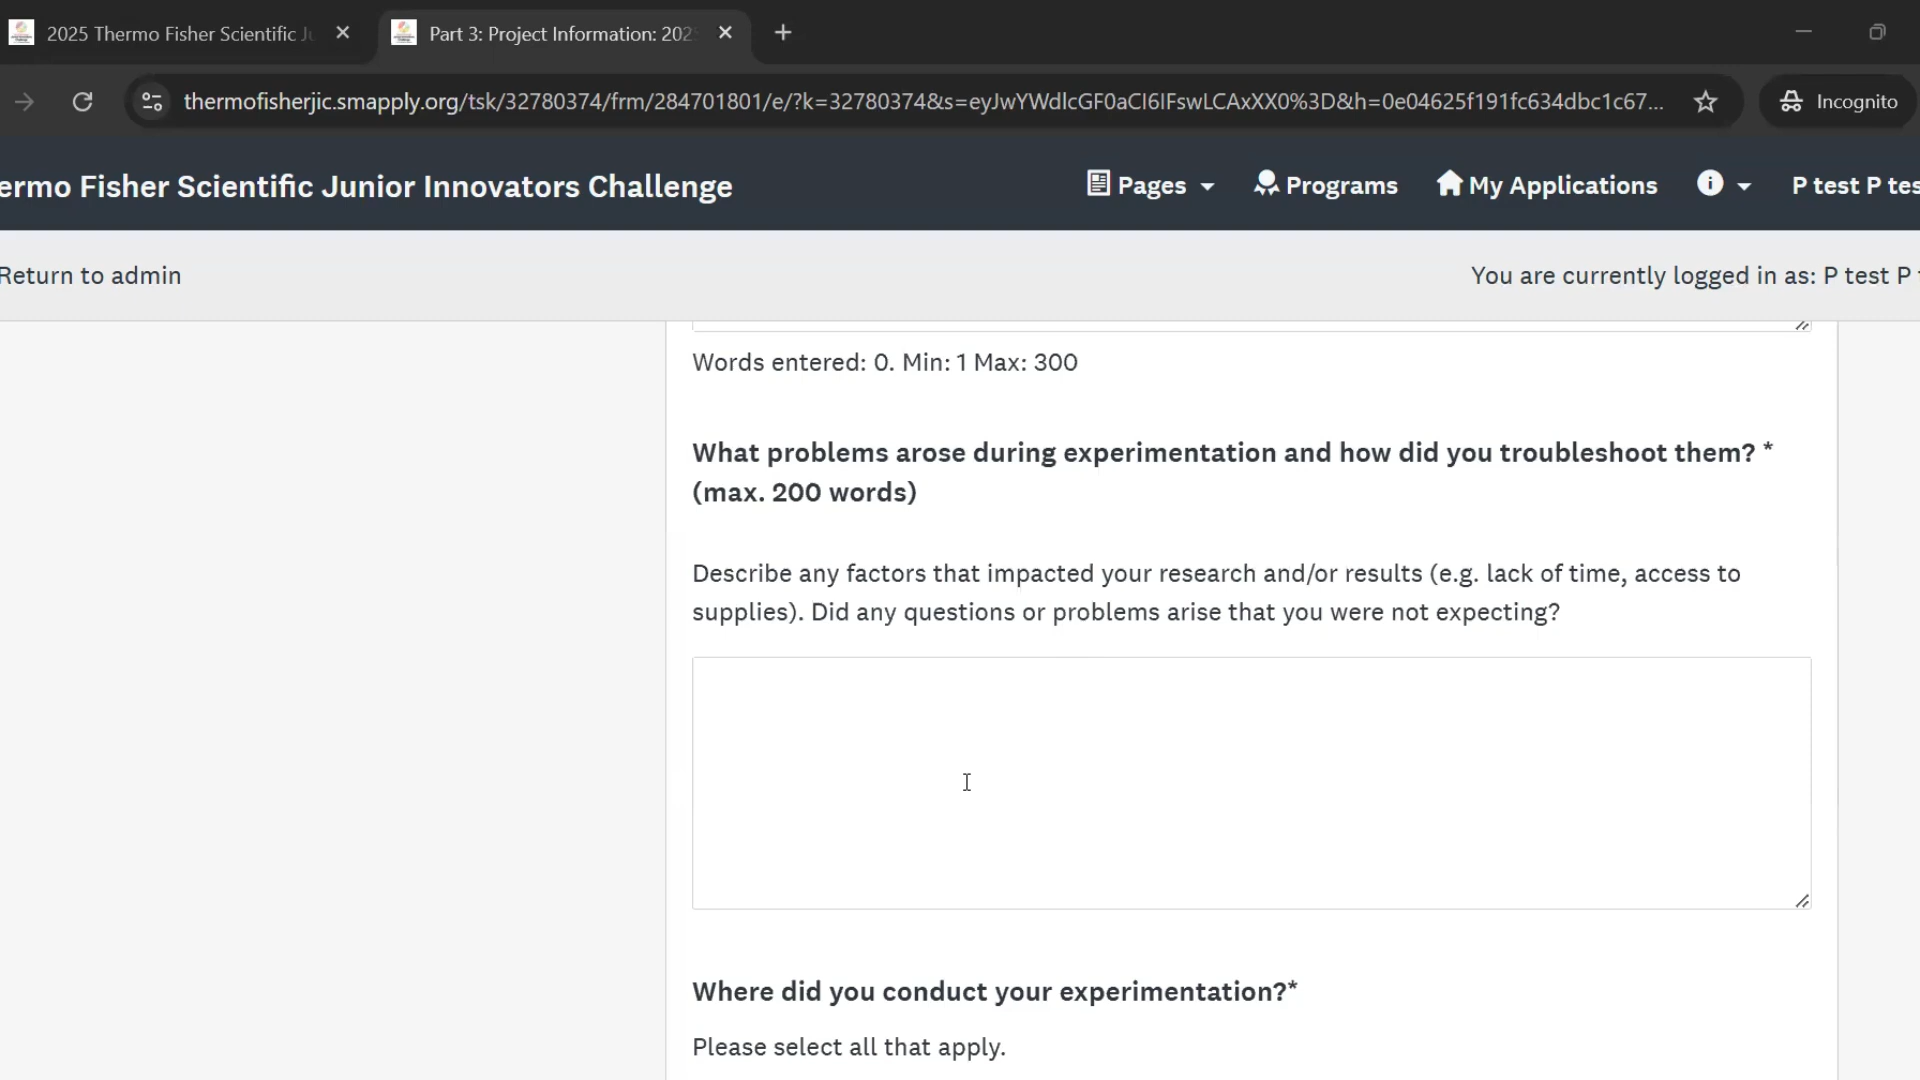 2025 Thermo Fisher Scientific Ju
Part 3: Project Information: 202
thermofisherjic.smapply.org/tsk/32780374/frm/284701801/e/?k=32780374&s=eyJwYWdlcGF0aCI6IFswLCAxXX0%3D&h=0e04625f191fc634dbc1c67...
Incognito
ermo Fisher Scientific Junior Innovators Challenge
Pages
Programs
My Applications
P test P tes
Return to admin
You are currently logged in as: P test P
Words entered: 0. Min: 1 Max: 300
What problems arose during experimentation and how did you troubleshoot them? *
(max. 200 words)
Describe any factors that impacted your research and/or results (e.g. lack of time, access to
supplies). Did any questions or problems arise that you were not expecting?
Where did you conduct your experimentation?*
Please select all that apply.